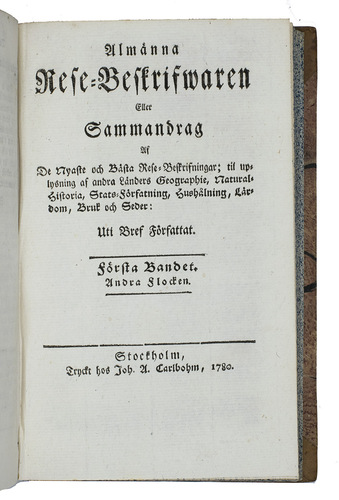 Almänna
Rese-Beskrifwaren
Eller
Sammandrag
Af
De Nyaste och Bästa Rese-Beskrifningar; til up-
lysning af andra Länders Geographie, Natural-
Historia, Stats-Författning, Hushålning, Lär-
dom, Bruk och Seder:
Uti Bref Författat.
Första Bandet.
Andra Flocken.
Stockholm,
Tryckt hos Joh. A. Carlbohm, 1780.